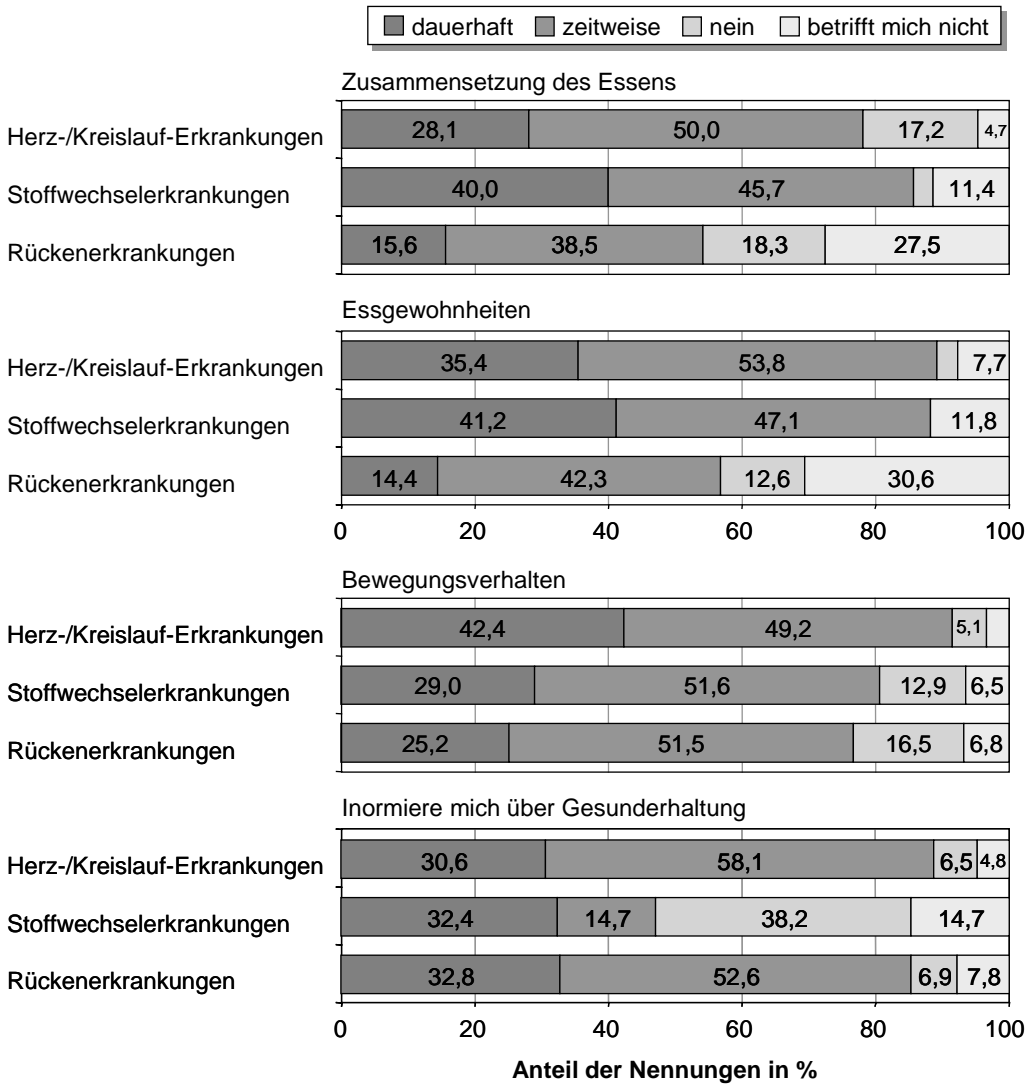 dauerhaft zeitweise nein betrifft mich nicht
Zusammensetzung des Essens
Herz-/Kreislauf-Erkrankungen 28,1 50,0 17,2 4,7
Stoffwechselerkrankungen 40,0 45,7 11,4
Rückenerkrankungen 15,6 38,5 18,3 27,5
Essgewohnheiten
Herz-/Kreislauf-Erkrankungen 35,4 53,8 7,7
Stoffwechselerkrankungen 41,2 47,1 11,8
Rückenerkrankungen 14,4 42,3 12,6 30,6
0 20 40 60 80 100
Bewegungsverhalten
Herz-/Kreislauf-Erkrankungen 42,4 49,2 5,1
Stoffwechselerkrankungen 29,0 51,6 12,9 6,5
Rückenerkrankungen 25,2 51,5 16,5 6,8
Inormiere mich über Gesunderhaltung
Herz-/Kreislauf-Erkrankungen 30,6 58,1 6,5 4,8
Stoffwechselerkrankungen 32,4 14,7 38,2 14,7
Rückenerkrankungen 32,8 52,6 6,9 7,8
0 20 40 60 80 100
Anteil der Nennungen in %